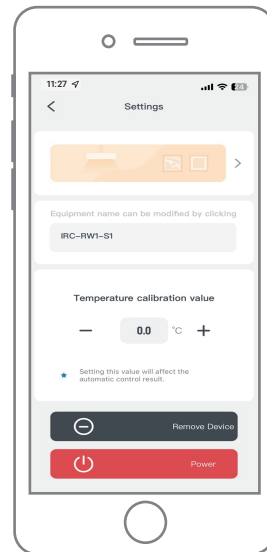 11:27
24
Settings
Equipment name can be modified by clicking
IRC-RW1-S1
Temperature calibration value
0.0 °C
Setting this value will affect the
automatic control result.
Remove Device
Power